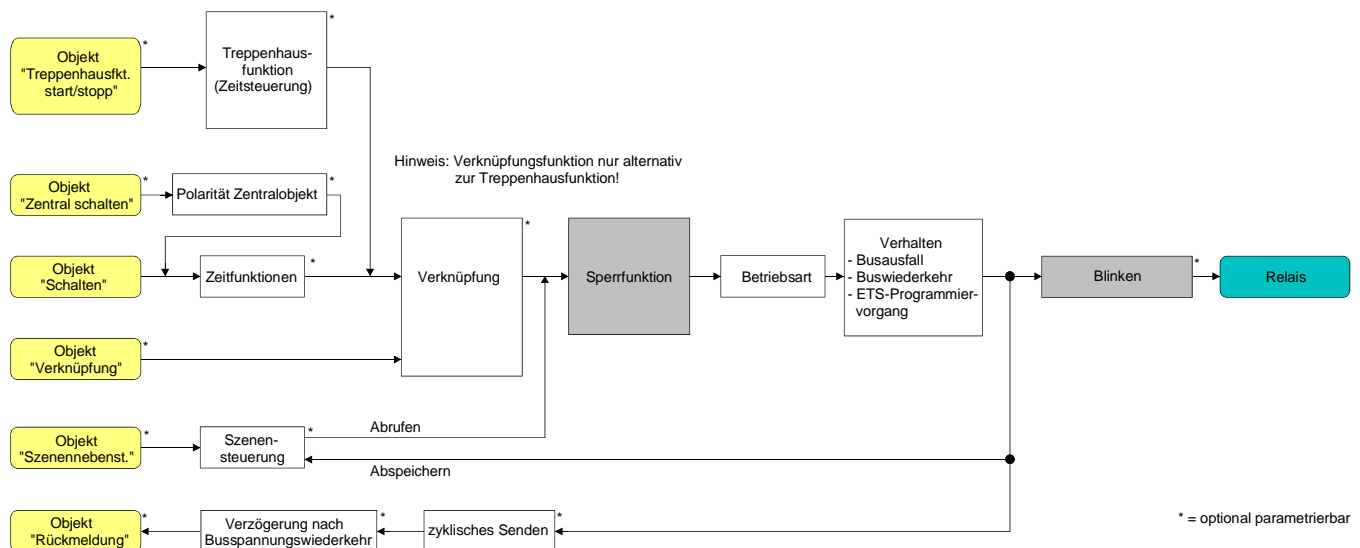 *
Objekt
"Treppenhausfkt.
start/stopp"
*
Treppenhaus-
funktion
(Zeitsteuerung)
Hinweis: Verknüpfungsfunktion nur alternativ
zur Treppenhausfunktion!
*
Objekt
"Zentral schalten"
*
Polarität Zentralobjekt
*
Objekt
"Schalten"
*
Zeitfunktionen
*
Verknüpfung
Sperrfunktion
Betriebsart
Verhalten
- Busausfall
- Buswiederkehr
- ETS-Programmier-
vorgang
*
Blinken
Relais
*
Objekt
"Verknüpfung"
*
Objekt
"Szenennebenst."
*
Szenen-
steuerung
Abrufen
Abspeichern
*
Objekt
"Rückmeldung"
*
Verzögerung nach
Busspannungswiederkehr
*
zyklisches Senden
* = optional parametrierbar